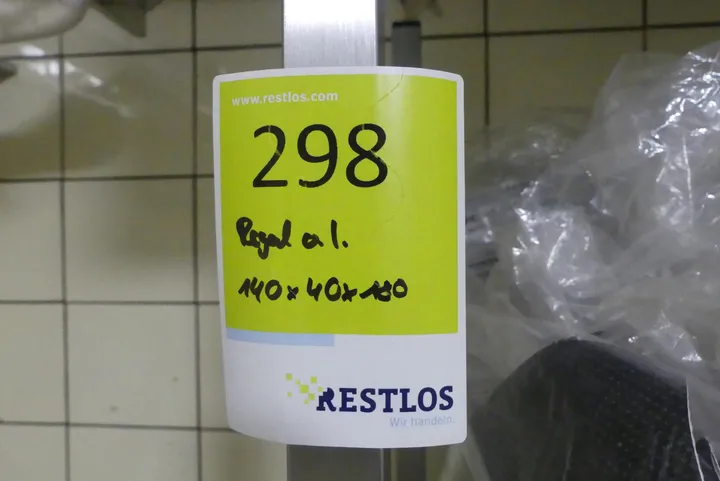 www.restlos.com
298
Regal a l.
140 x 40 x 180
RESTLOS
Wir handeln.